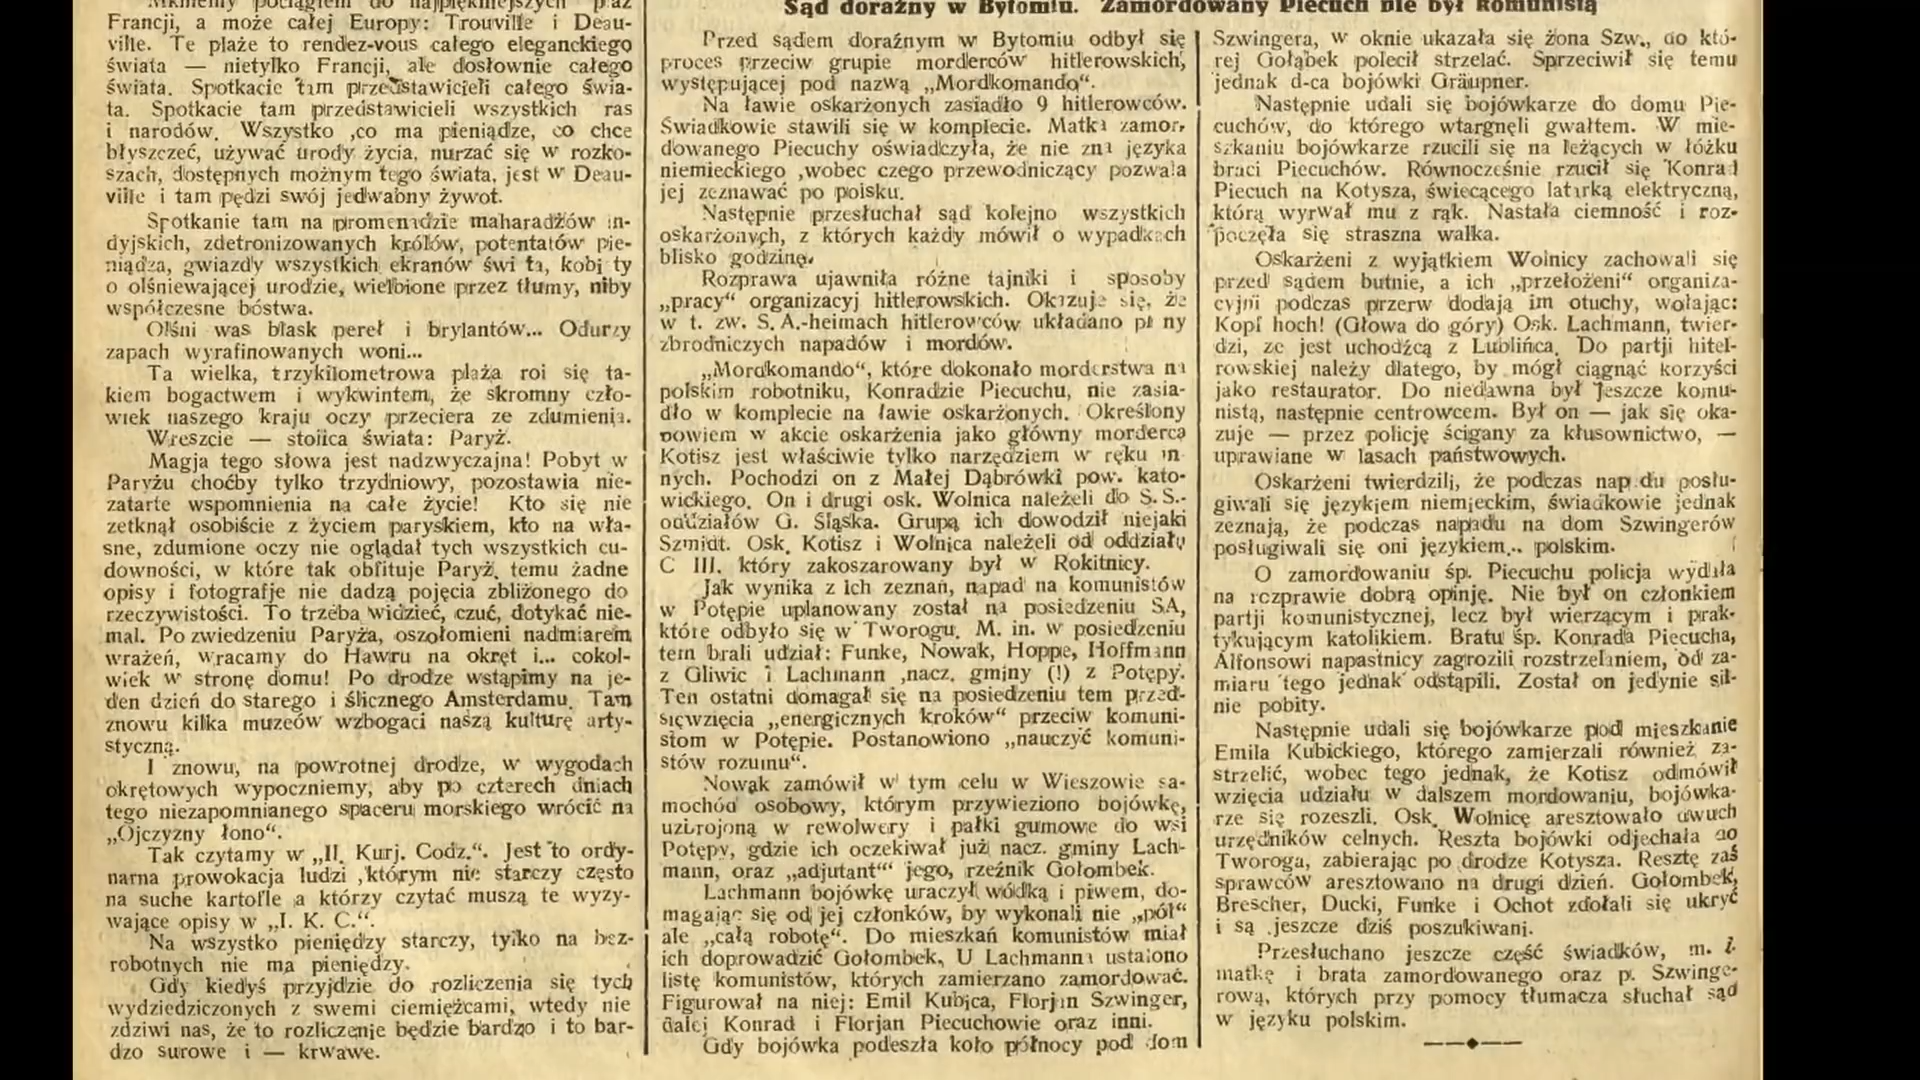 Francji, a może całej Europy: Trouville i Deau-
ville. Te plaże to rendez-vous całego eleganckiego
świata — nietylko Francji, ale dosłownie całego
świata. Spotkacie tam przedstawicieli całego świa-
ta. Spotkacie tam przedstawicieli wszystkich ras
i narodów. Wszystko ,co ma pieniądze, co chce
błyszczeć, używać urody życia, nurzać się w rozko-
szach, dostępnych możnym tego świata, jest w Deau-
ville i tam pędzi swój jedwabny żywot.
Spotkanie tam na promenadzie maharadżów in-
dyjskich, zdetronizowanych królów, potentatów pie-
niądza, gwiazdy wszystkich ekranów świata, kobiety
o olśniewającej urodzie, wielbione przez tłumy, niby
współczesne bóstwa.
Olśni was blask pereł i brylantów... Odurzy
zapach wyrafinowanych woni...
Ta wielka, trzykilometrowa plaża roi się ta-
kiem bogactwem i wykwintem, że skromny czło-
wiek naszego kraju oczy przeciera ze zdumienia.
Wreszcie — stolica świata: Paryż.
Magja tego słowa jest nadzwyczajna! Pobyt w
Paryżu choćby tylko trzydniowy, pozostawia nie-
zatarte wspomnienia na całe życie! Kto się nie
zetknął osobiście z życiem paryskiem, kto na wła-
sne, zdumione oczy nie oglądał tych wszystkich cu-
downości, w które tak obfituje Paryż, temu żadne
opisy i fotografje nie dadzą pojęcia zbliżonego do
rzeczywistości. To trzeba widzieć, czuć, dotykać nie-
mal. Po zwiedzeniu Paryża, oszołomieni nadmiarem
wrażeń, wracamy do Hawru na okręt i... cokol-
wiek w stronę domu! Po drodze wstąpimy na je-
den dzień do starego i ślicznego Amsterdamu. Tam
znowu kilka muzeów wzbogaci naszą kulturę arty-
styczną.
I znowu, na powrotnej drodze, w wygodach
okrętowych wypoczniemy, aby po czterech dniach
tego niezapomnianego spaceru morskiego wrócić na
„Ojczyzny łono“.
Tak czytamy w „Il. Kurj. Codz.“. Jest to ordy-
narna prowokacja ludzi ,którym nie starczy często
na suche kartofle a którzy czytać muszą te wyzy-
wające opisy w „I. K. C.“.
Na wszystko pieniędzy starczy, tylko na bez-
robotnych nie ma pieniędzy.
Gdy kiedyś przyjdzie do rozliczenia się tych
wydziedziczonych z swemi ciemiężcami, wtedy nie
zdziwi nas, że to rozliczenie będzie bardzo i to bar-
dzo surowe i — krwawe.
Sąd doraźny w Bytomiu. Zamordowany Piecuch nie był komunistą
Przed sądem doraźnym w Bytomiu odbył się
proces przeciw grupie morderców hitlerowskich,
występującej pod nazwą „Mordkomando“.
Na ławie oskarżonych zasiadło 9 hitlerowców.
Świadkowie stawili się w komplecie. Matka zamor-
dowanego Piecuchy oświadczyła, że nie zna języka
niemieckiego ,wobec czego przewodniczący pozwala
jej zeznawać po polsku.
Następnie przesłuchał sąd kolejno wszystkich
oskarżonych, z których każdy mówił o wypadkach
blisko godzinę.
Rozprawa ujawniła różne tajniki i sposoby
„pracy“ organizacyj hitlerowskich. Okazuje się, że
w t. zw. S. A.-heimach hitlerowców układano plany
zbrodniczych napadów i mordów.
„Mordkomando“, które dokonało morderstwa na
polskim robotniku, Konradzie Piecuchu, nie zasia-
dło w komplecie na ławie oskarżonych. Określony
bowiem w akcie oskarżenia jako główny morderca
Kotisz jest właściwie tylko narzędziem w ręku in
nych. Pochodzi on z Małej Dąbrówki pow. kato-
wickiego. On i drugi osk. Wolnica należeli do S. S.-
oddziałów G. Śląska. Grupą ich dowodził niejaki
Szmidt. Osk. Kotisz i Wolnica należeli od oddziału
C III. który zakoszarowany był w Rokitnicy.
Jak wynika z ich zeznań, napad na komunistów
w Potępie uplanowany został na posiedzeniu SA,
które odbyło się w Tworogu. M. in. w posiedzeniu
tem brali udział: Funke, Nowak, Hoppe, Hoffmann
z Gliwic i Lachmann ,nacz. gminy (!) z Potępy.
Ten ostatni domagał się na posiedzeniu tem przed-
sięwzięcia „energicznych kroków“ przeciw komuni-
stom w Potępie. Postanowiono „nauczyć komuni-
stów rozumu“.
Nowak zamówił w tym celu w Wieszowie sa-
mochód osobowy, którym przywieziono bojówkę,
uzbrojoną w rewolwery i pałki gumowe do wsi
Potępy, gdzie ich oczekiwał już nacz. gminy Lach-
mann, oraz „adjutant“ jego, rzeźnik Gołombek.
Lachmann bojówkę uraczył wódką i piwem, do-
magając się od jej członków, by wykonali nie „pół“
ale „całą robotę“. Do mieszkań komunistów miał
ich doprowadzić Gołombek. U Lachmanna ustalono
listę komunistów, których zamierzano zamordować.
Figurował na niej: Emil Kubica, Florjan Szwinger,
dalej Konrad i Florjan Piecuchowie oraz inni.
Gdy bojówka podeszła koło północy pod dom
Szwingera, w oknie ukazała się żona Szw., do któ-
rej Gołąbek polecił strzelać. Sprzeciwił się temu
jednak d-ca bojówki Gräupner.
Następnie udali się bojówkarze do domu Pie-
cuchów, do którego wtargnęli gwałtem. W mie-
szkaniu bojówkarze rzucili się na leżących w łóżku
braci Piecuchów. Równocześnie rzucił się Konrad
Piecuch na Kotysza, świecącego latarką elektryczną,
którą wyrwał mu z rąk. Nastała ciemność i roz-
poczęła się straszna walka.
Oskarżeni z wyjątkiem Wolnicy zachowali się
przed sądem butnie, a ich „przełożeni“ organiza-
cyjni podczas przerw dodają im otuchy, wołając:
Kopf hoch! (Głowa do góry) Osk. Lachmann, twier-
dzi, że jest uchodźcą z Lublińca. Do partji hitel-
rowskiej należy dlatego, by mógł ciągnąć korzyści
jako restaurator. Do niedawna był jeszcze komu-
nistą, następnie centrowcem. Był on — jak się oka-
zuje — przez policję ścigany za kłusownictwo, —
uprawiane w lasach państwowych.
Oskarżeni twierdzili, że podczas napadu posłu-
giwali się językiem niemieckim, świadkowie jednak
zeznają, że podczas napadu na dom Szwingerów
posługiwali się oni językiem... polskim.
O zamordowaniu śp. Piecuchu policja wydała
na rozprawie dobrą opinję. Nie był on członkiem
partji komunistycznej, lecz był wierzącym i prak-
tykującym katolikiem. Bratu śp. Konrada Piecucha,
Alfonsowi napastnicy zagrozili rozstrzelaniem, od za-
miaru tego jednak odstąpili. Został on jedynie sil-
nie pobity.
Następnie udali się bojówkarze pod mieszkanie
Emila Kubickiego, którego zamierzali również za-
strzelić, wobec tego jednak, że Kotisz odmówił
wzięcia udziału w dalszem mordowaniu, bojówka-
rze się rozeszli. Osk. Wolnicę aresztowało dwuch
urzędników celnych. Reszta bojówki odjechała do
Tworoga, zabierając po drodze Kotysza. Resztę zaś
sprawców aresztowano na drugi dzień. Gołombek,
Brescher, Ducki, Funke i Ochot zdołali się ukryć
i są jeszcze dziś poszukiwani.
Przesłuchano jeszcze część świadków, m. i.
matkę i brata zamordowanego oraz p. Szwinge-
rową, których przy pomocy tłumacza słuchał sąd
w języku polskim.